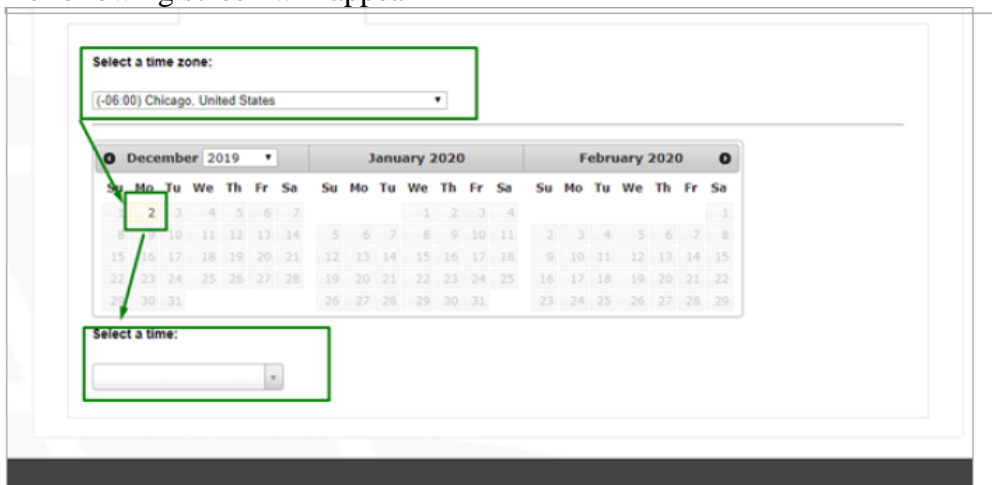 Select a time zone:
(-06:00) Chicago, United States
December 2019 January 2020 February 2020
Su Mo Tu We Th Fr Sa Su Mo Tu We Th Fr Sa Su Mo Tu We Th Fr Sa
1 2 3 4 5 6 7 1 2 3 4 1
8 9 10 11 12 13 14 5 6 7 8 9 10 11 2 3 4 5 6 7 8
15 16 17 18 19 20 21 12 13 14 15 16 17 18 9 10 11 12 13 14 15
22 23 24 25 26 27 28 19 20 21 22 23 24 25 16 17 18 19 20 21 22
29 30 31 26 27 28 29 30 31 23 24 25 26 27 28 29
Select a time: